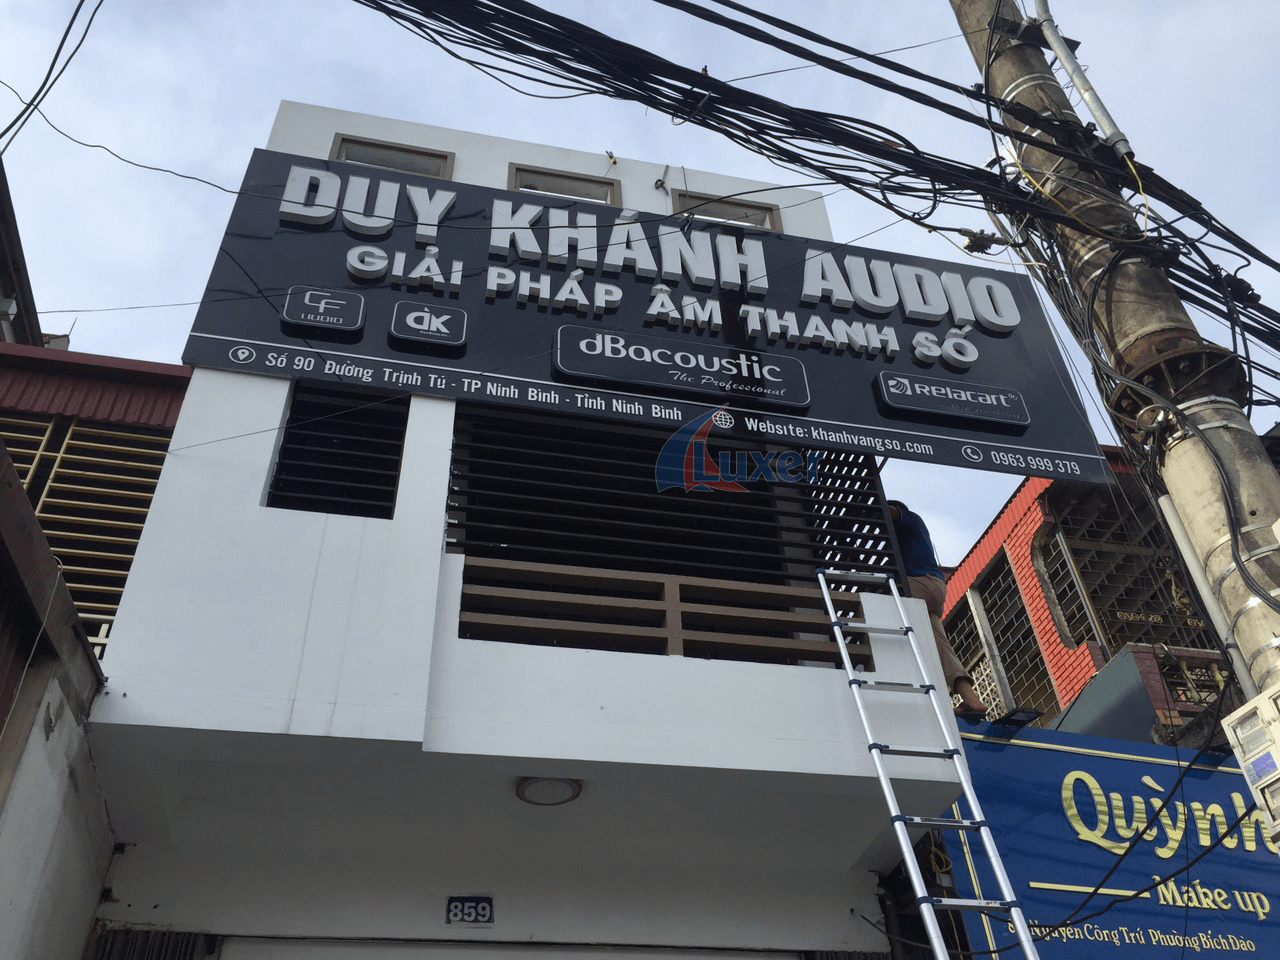 DUY KHÁNH AUDIO
GIẢI PHÁP ÂM THANH SỐ
CF AUDIO
àk
dBacoustic
The Professional
Relacart
Số 90 Đường Trịnh Tú - TP Ninh Bình - Tỉnh Ninh Bình
Website: khanhvangso.com
0963 999 379
Luxer
859
Quỳnh
Make up
Nguyễn Công Trứ Phường Bích Đào